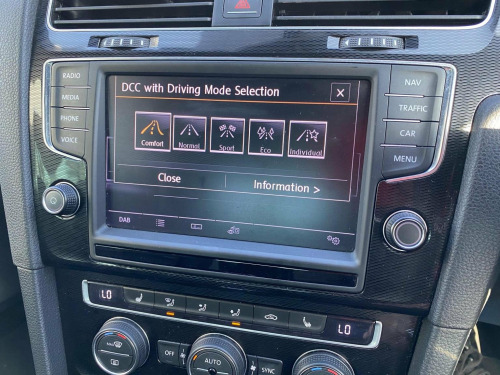 RADIO
MEDIA
PHONE
VOICE
DCC with Driving Mode Selection
X
Comfort Normal Sport Eco Individual
Close Information >
DAB
NAV
TRAFFIC
CAR
MENU
LO
LO
OFF
AUTO
SYNC